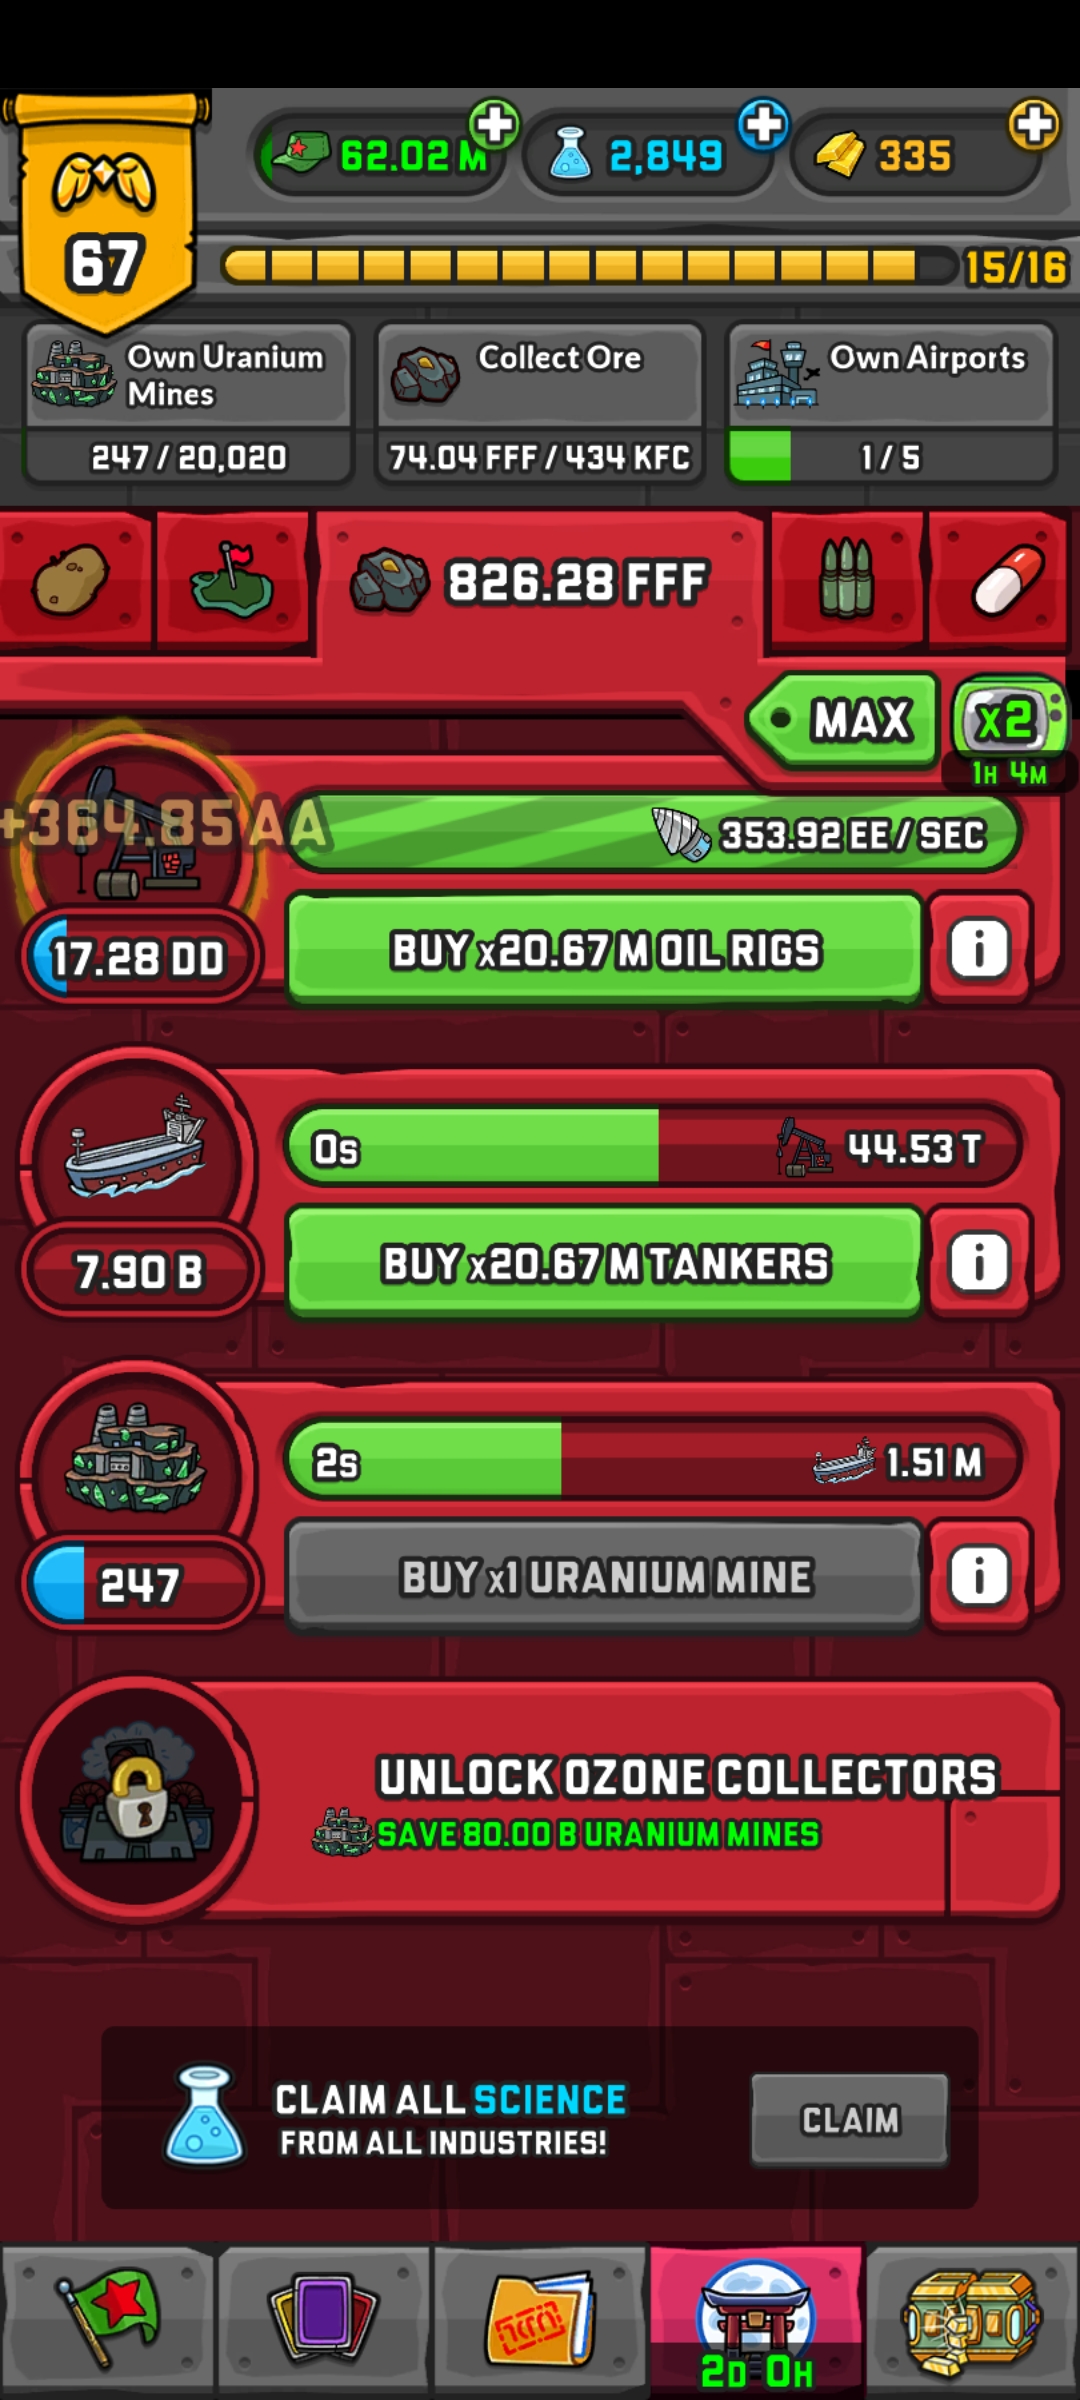 67
62.02 M
2,849
335
15/16
Own Uranium
Mines
247 / 20,020
Collect Ore
74.04 FFF / 434 KFC
Own Airports
1 / 5
826.28 FFF
MAX
x2
1H 4M
+364.85 AA
353.92 EE / SEC
17.28 DD
BUY x20.67 M OIL RIGS
i
0s
44.53 T
7.90 B
BUY x20.67 M TANKERS
i
2s
1.51 M
247
BUY x1 URANIUM MINE
i
UNLOCK OZONE COLLECTORS
SAVE 80.00 B URANIUM MINES
CLAIM ALL SCIENCE
FROM ALL INDUSTRIES!
CLAIM
2D 0H